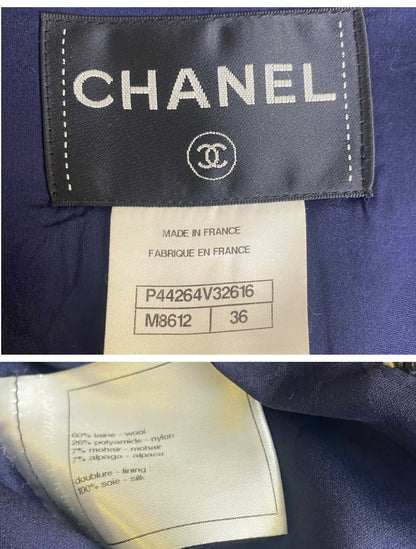 CHANEL
MADE IN FRANCE
FABRIQUE EN FRANCE
P44264V32616
M8612 36
60% laine - wool
26% polyamide - nylon
7% mohair - mohair
7% alpaga - alpaca
doublure - lining
100% soie - silk